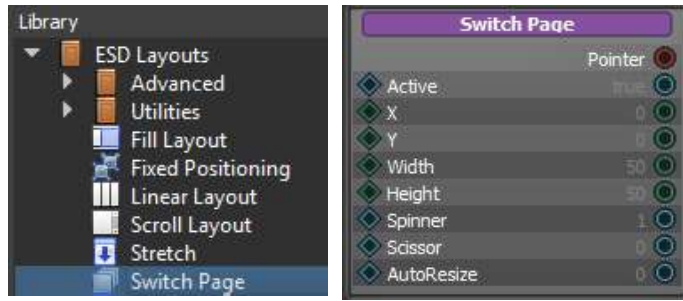 Library
ESD Layouts
Advanced
Utilities
Fill Layout
Fixed Positioning
Linear Layout
Scroll Layout
Stretch
Switch Page
Switch Page
Pointer
Active true
X 0
Y 0
Width 50
Height 50
Spinner 1
Scissor 0
AutoResize 0